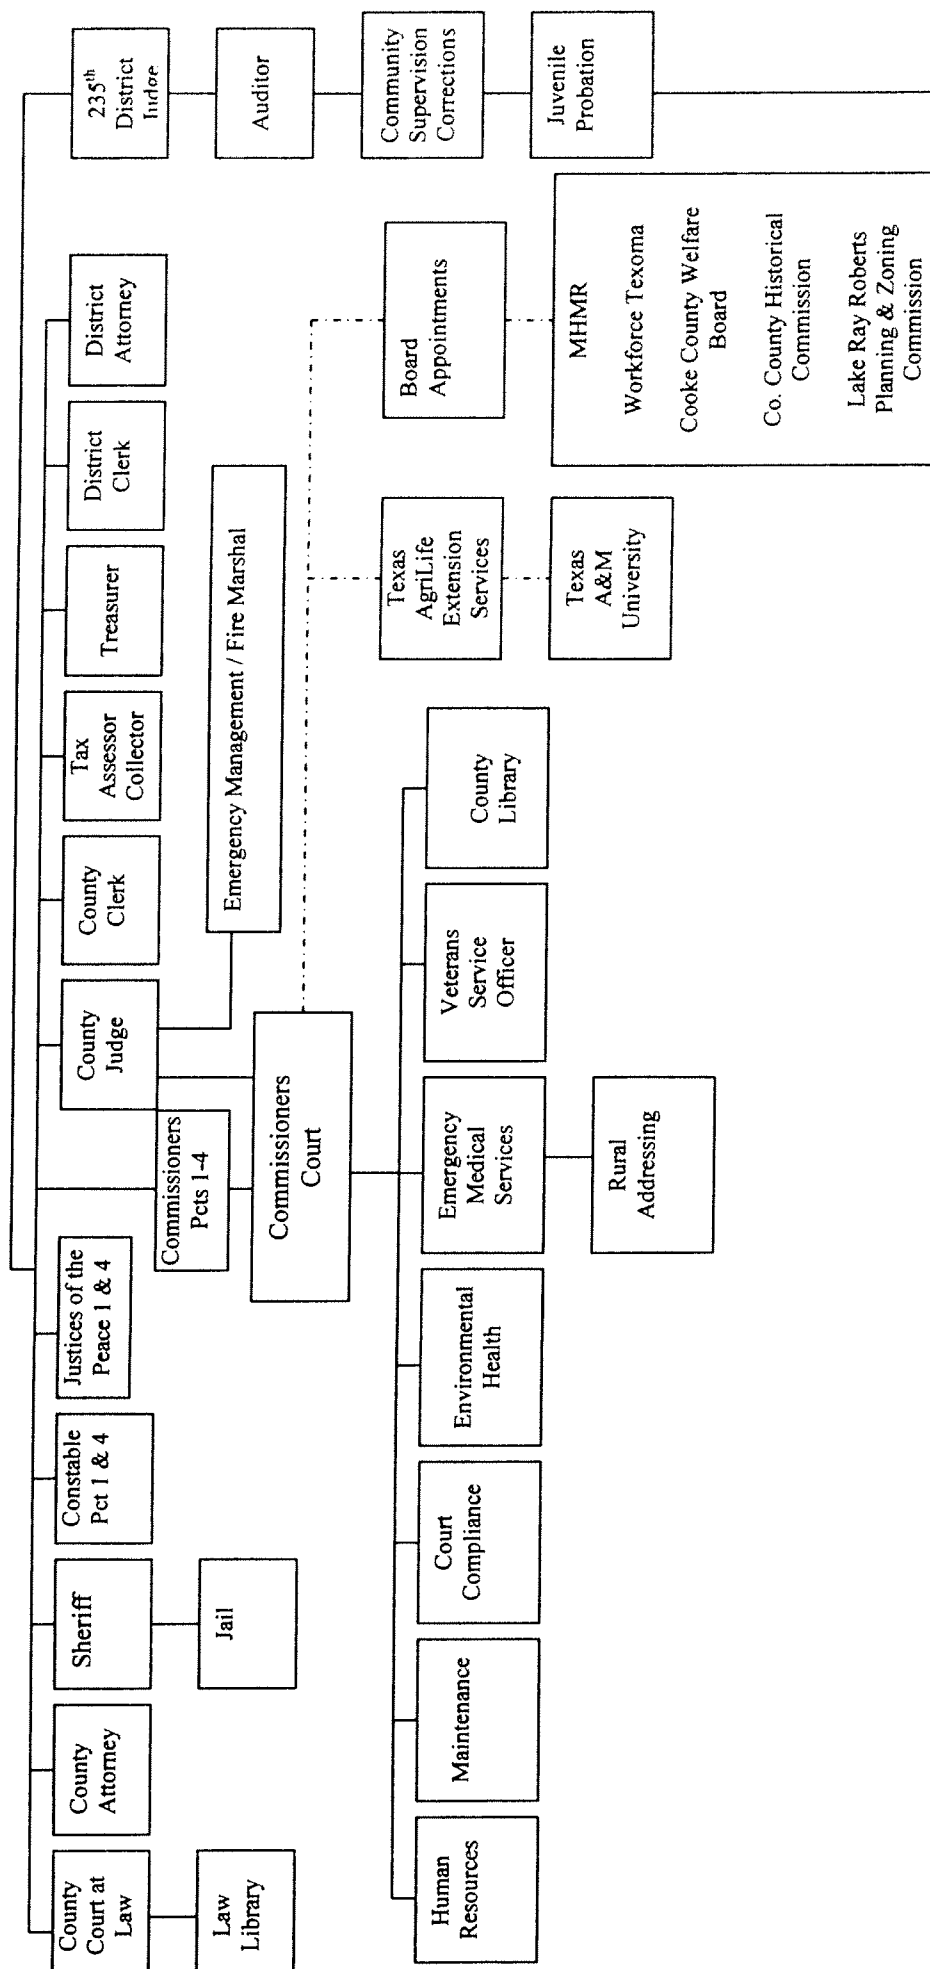 County
Court at
Law
County
Attorney
Sheriff
Constable
Pct 1 & 4
Justices of the
Peace 1 & 4
Commissioners
Pcts 1-4
County
Judge
County
Clerk
Tax
Assessor
Collector
Treasurer
District
Clerk
District
Attorney
235th
District
Judge
Law
Library
Jail
Emergency Management / Fire Marshal
Auditor
Commissioners
Court
Community
Supervision
Corrections
Texas
AgriLife
Extension
Services
Board
Appointments
Juvenile
Probation
Texas
A&M
University
MHMR
Workforce Texoma
Cooke County Welfare
Board
Co. County Historical
Commission
Lake Ray Roberts
Planning & Zoning
Commission
Human
Resources
Maintenance
Court
Compliance
Environmental
Health
Emergency
Medical
Services
Veterans
Service
Officer
County
Library
Rural
Addressing